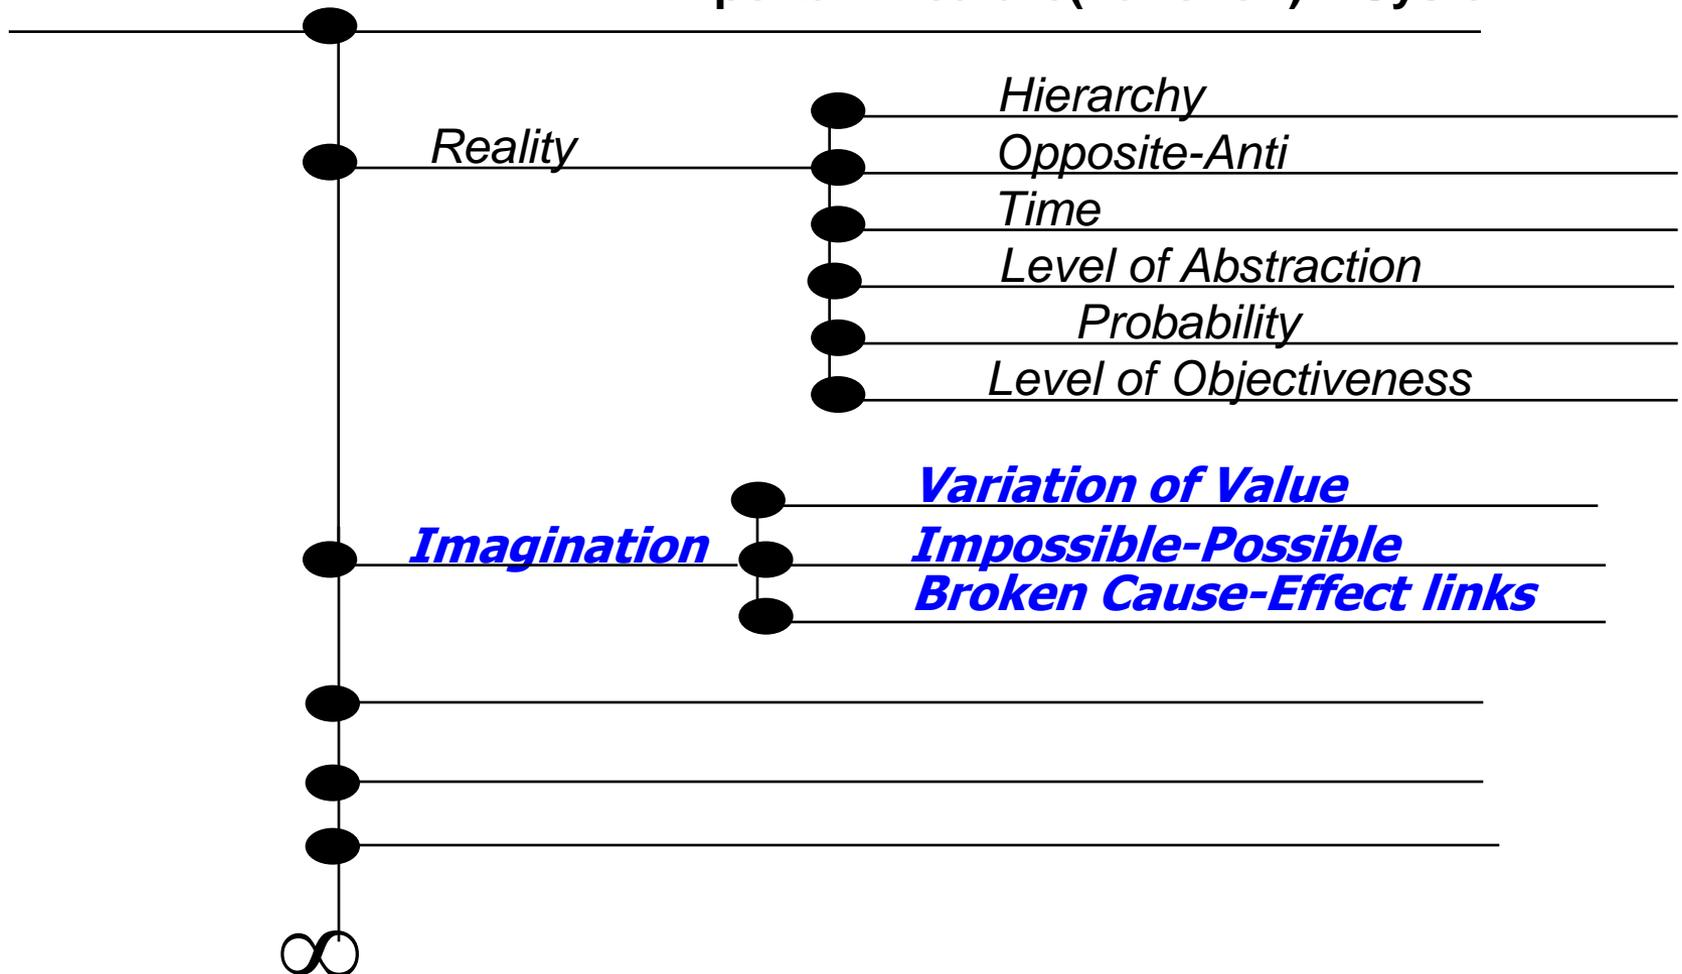 Hierarchy
Reality
Opposite-Anti
Time
Level of Abstraction
Probability
Level of Objectiveness
Variation of Value
Imagination
Impossible-Possible
Broken Cause-Effect links
∞